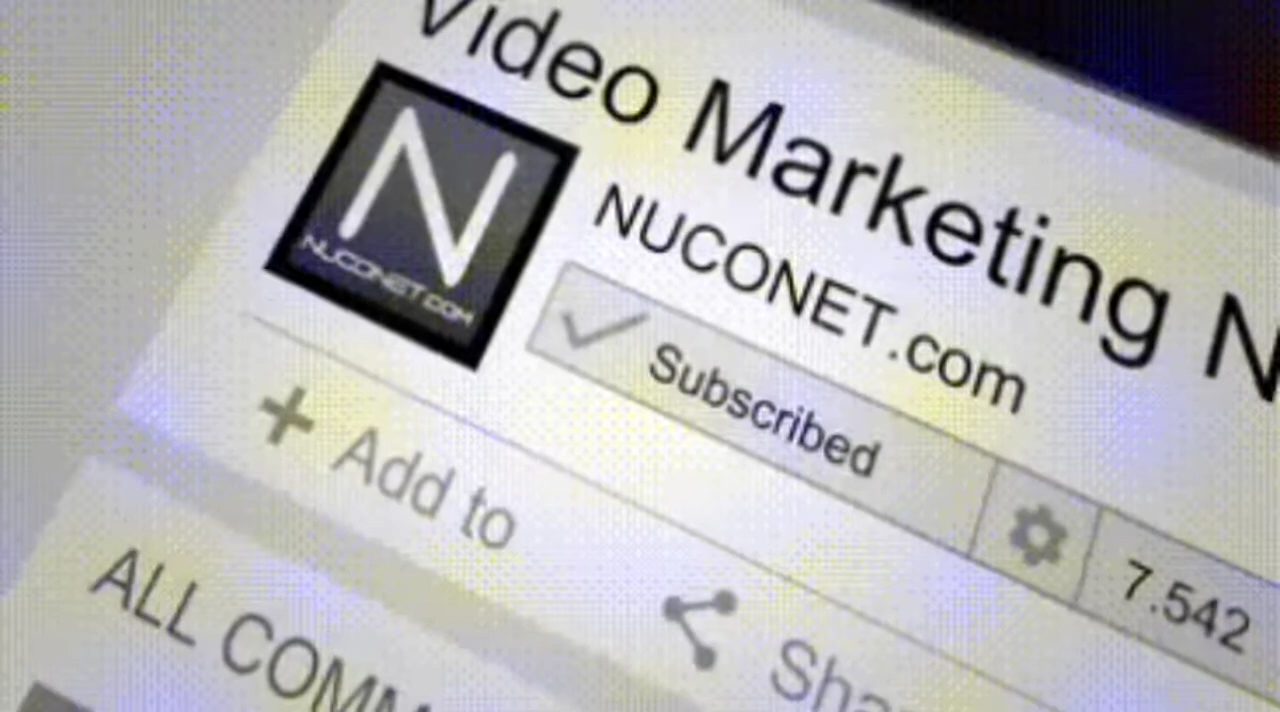 Video Marketing N
N
NUCONET.COM
NUCONET.com
Subscribed
7.542
Add to
Sha
ALL COMM